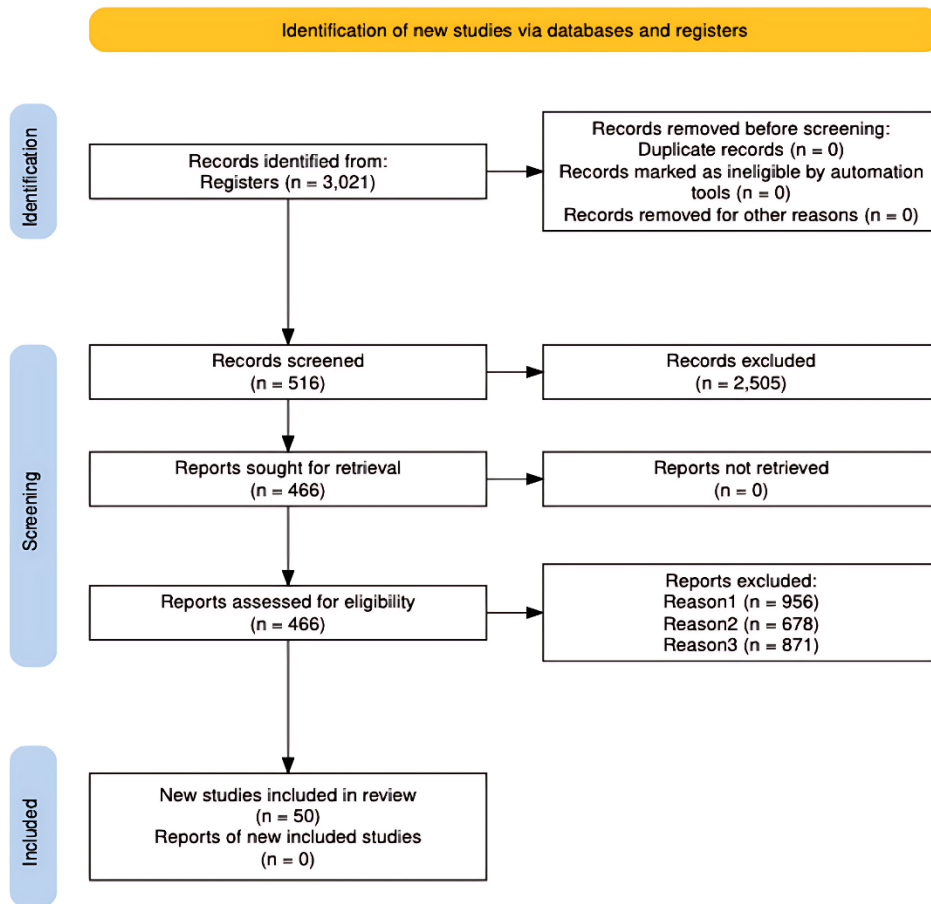 Identification of new studies via databases and registers
Identification
Records identified from:
Registers (n = 3,021)
Records removed before screening:
Duplicate records (n = 0)
Records marked as ineligible by automation
tools (n = 0)
Records removed for other reasons (n = 0)
Screening
Records screened
(n = 516)
Records excluded
(n = 2,505)
Reports sought for retrieval
(n = 466)
Reports not retrieved
(n = 0)
Reports assessed for eligibility
(n = 466)
Reports excluded:
Reason1 (n = 956)
Reason2 (n = 678)
Reason3 (n = 871)
Included
New studies included in review
(n = 50)
Reports of new included studies
(n = 0)